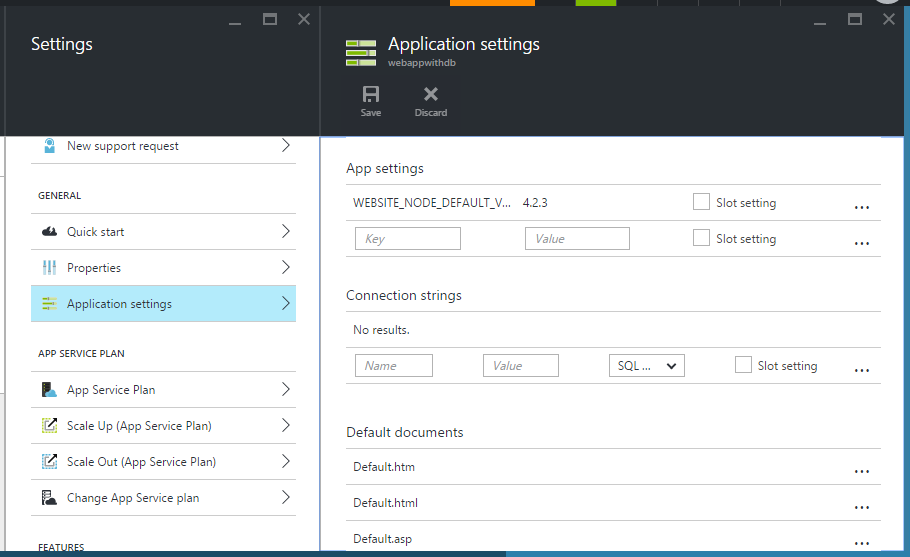 Settings
New support request
GENERAL
Quick start
Properties
Application settings
APP SERVICE PLAN
App Service Plan
Scale Up (App Service Plan)
Scale Out (App Service Plan)
Change App Service plan
FEATURES
Application settings
webappwithdb
Save Discard
App settings
WEBSITE_NODE_DEFAULT_V... 4.2.3 Slot setting ...
Key Value Slot setting ...
Connection strings
No results.
Name Value SQL ... Slot setting ...
Default documents
Default.htm ...
Default.html ...
Default.asp ...